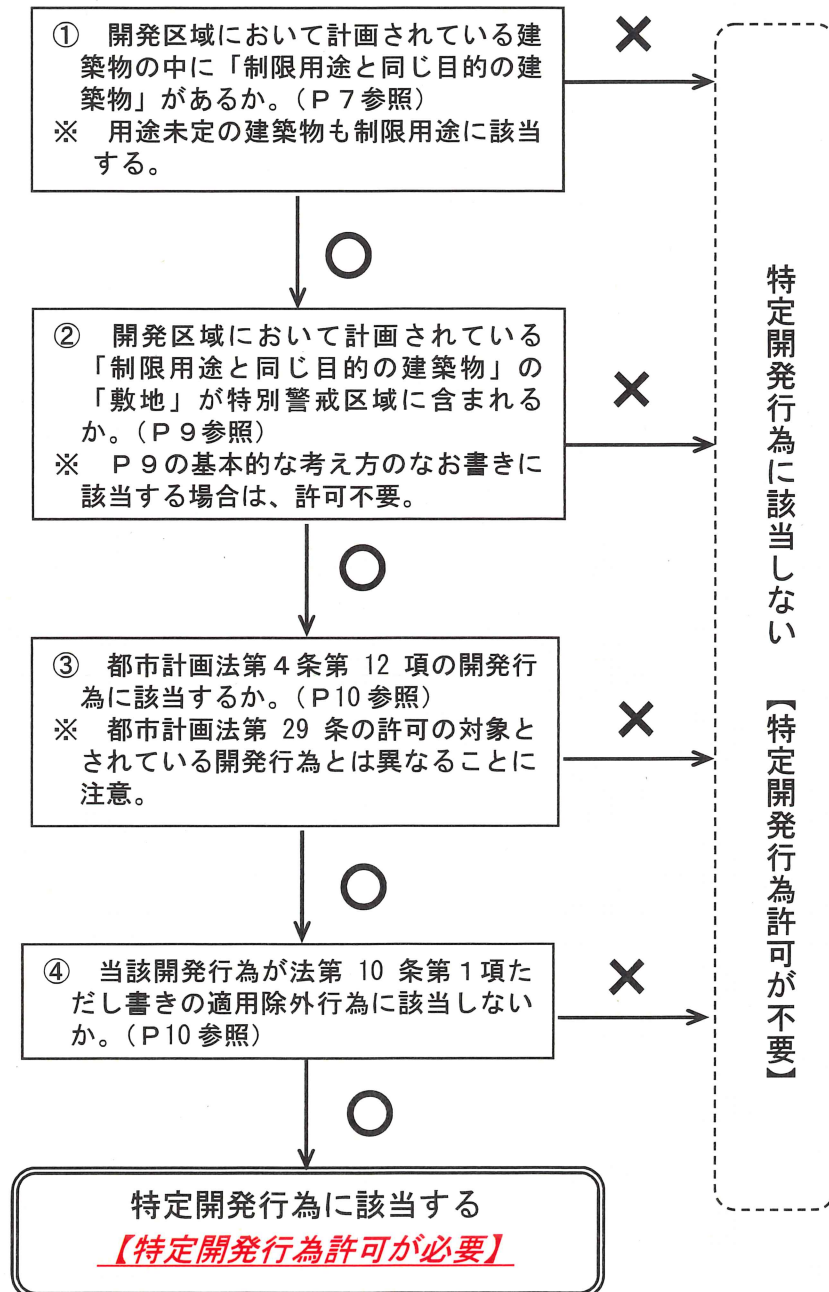 ① 開発区域において計画されている建
築物の中に「制限用途と同じ目的の建
築物」があるか。(P7参照)
※ 用途未定の建築物も制限用途に該当
する。
×
○
② 開発区域において計画されている
「制限用途と同じ目的の建築物」の
「敷地」が特別警戒区域に含まれる
か。(P9参照)
※ P9の基本的な考え方のなお書きに
該当する場合は、許可不要。
×
○
③ 都市計画法第4条第 12 項の開発行
為に該当するか。(P10参照)
※ 都市計画法第 29 条の許可の対象と
されている開発行為とは異なることに
注意。
×
○
④ 当該開発行為が法第 10 条第1項た
だし書きの適用除外行為に該当しない
か。(P10参照)
×
○
特定開発行為に該当する
【特定開発行為許可が必要】
特定開発行為に該当しない 【特定開発行為許可が不要】